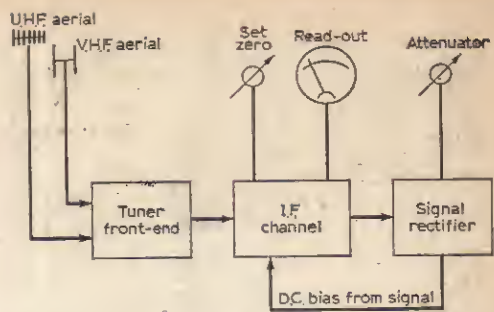 U.H.F. aerial
V.H.F. aerial
Set
zero
Read-out
Attenuator
Tuner
front-end
I.F.
channel
Signal
rectifier
D.C. bias from signal